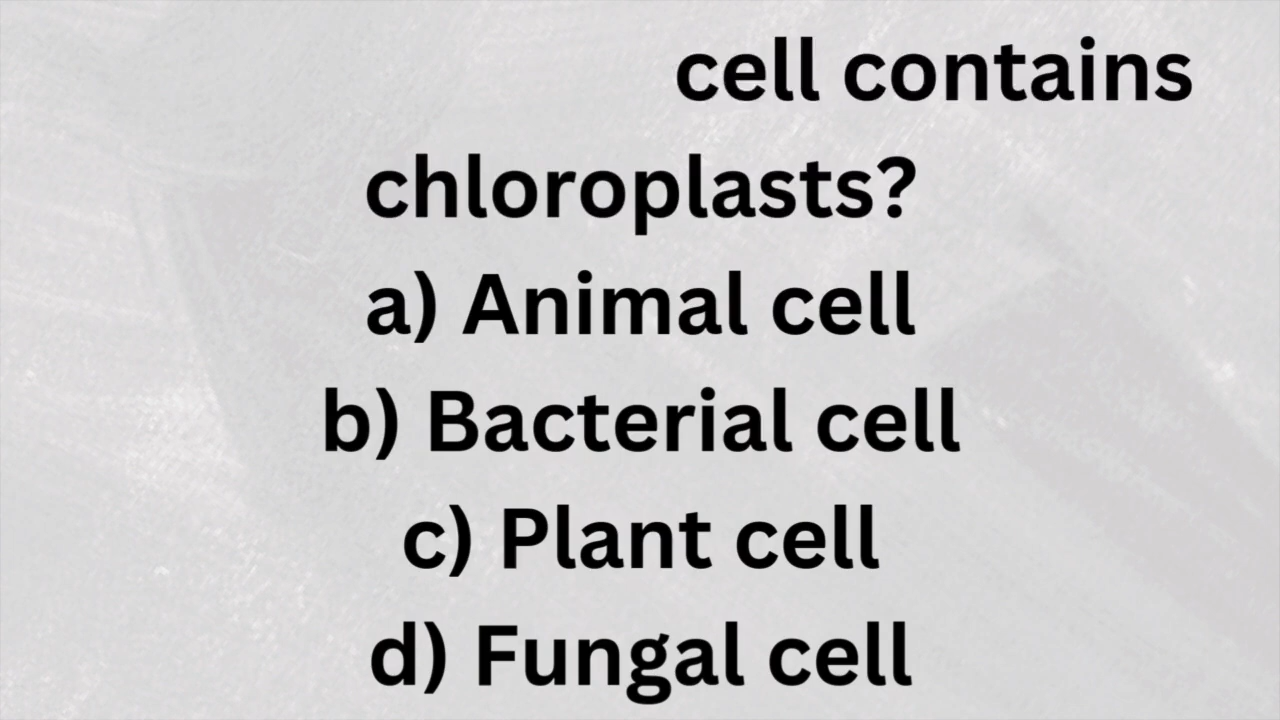 cell contains
chloroplasts?
a) Animal cell
b) Bacterial cell
c) Plant cell
d) Fungal cell